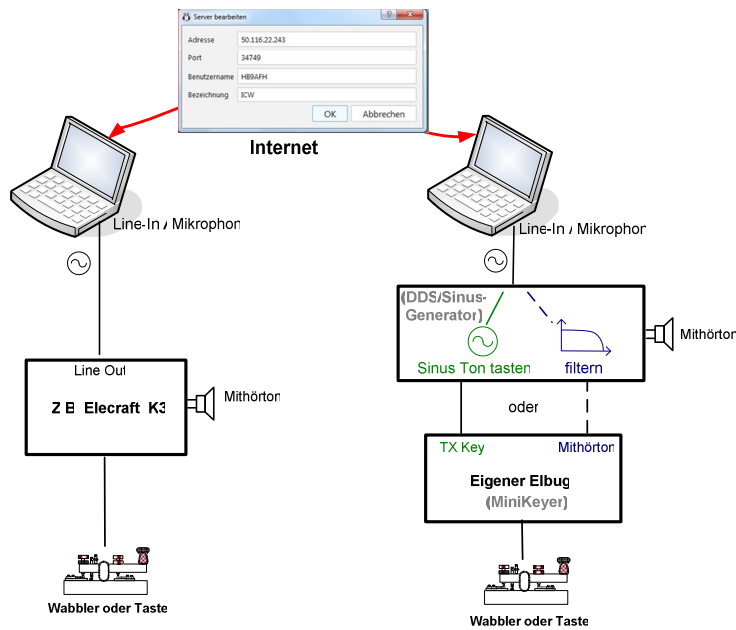 Server bearbeiten
Adresse 50.116.22.243
Port 34749
Benutzername HB9AFH
Bezeichnung ICW
OK Abbrechen
Internet
Line-In / Mikrophon
Line-In / Mikrophon
(DDS/Sinus-
Generator)
Sinus Ton tasten
filtern
Mithörton
Line Out
Z B Elecraft K3
Mithörton
oder
TX Key
Mithörton
Eigener Elbug
(MiniKeyer)
Wabbler oder Taste
Wabbler oder Taste